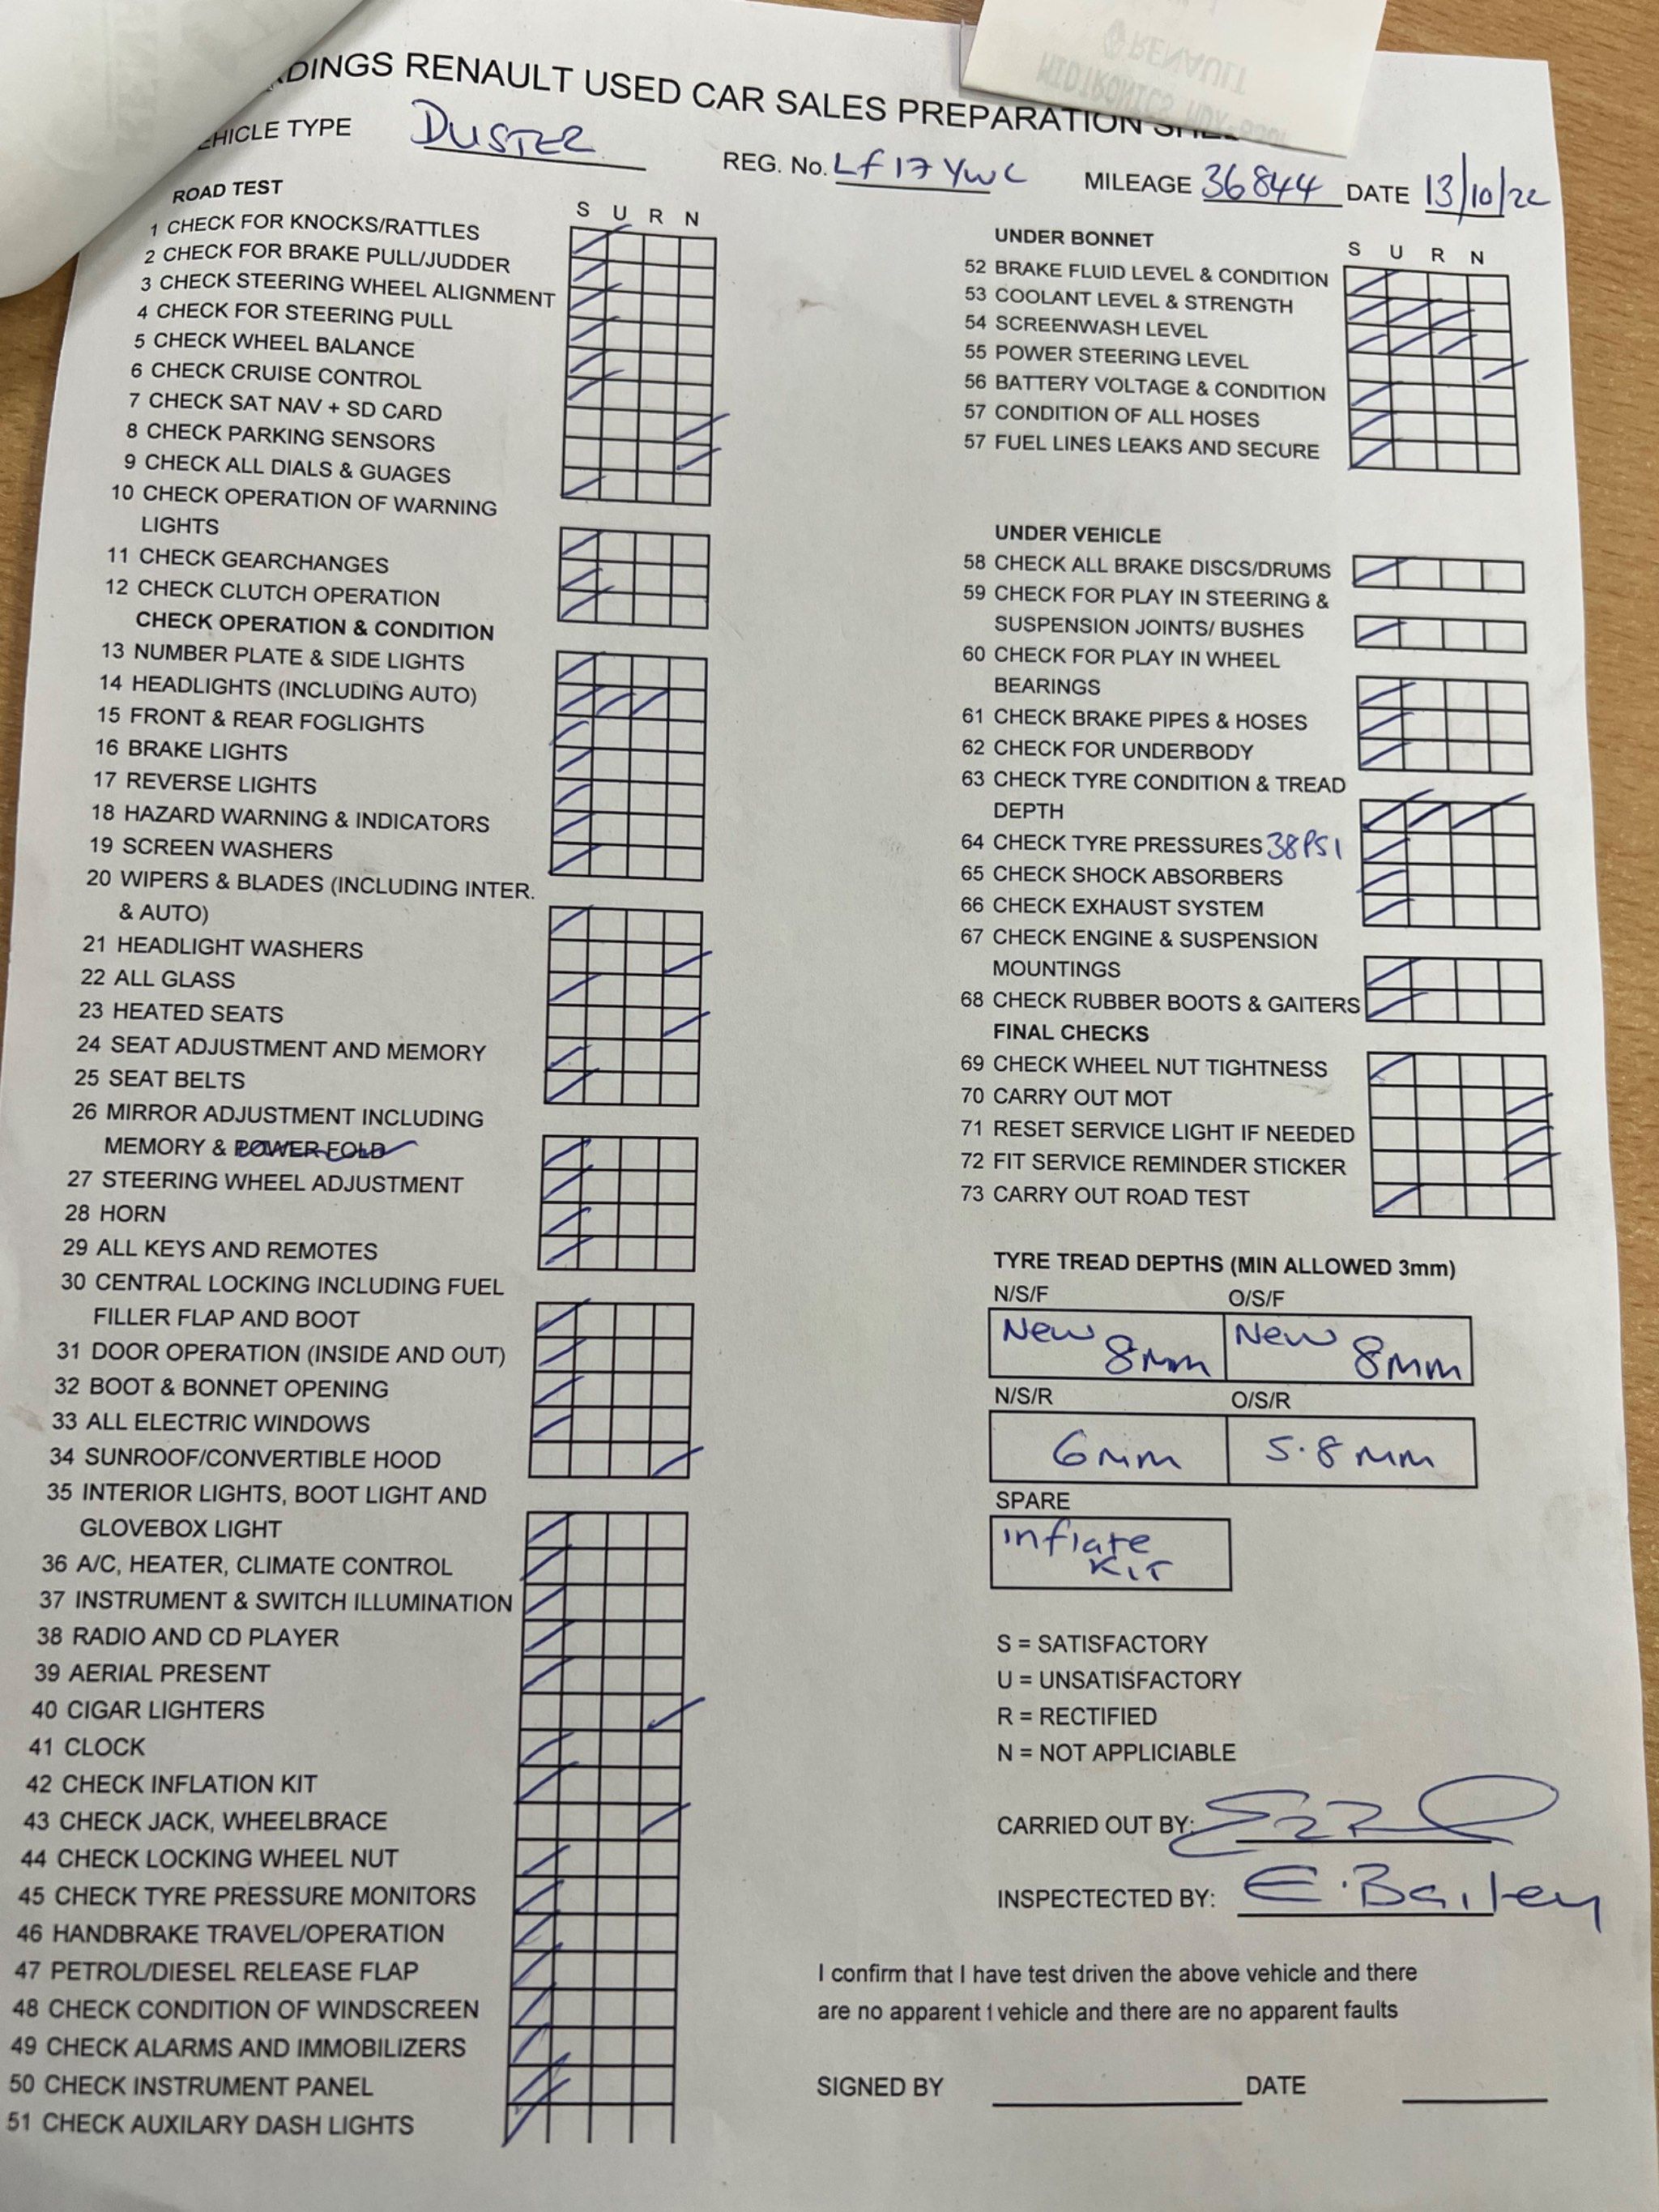 RENAULT
MIDTRONICS MDX-650P
DINGS RENAULT USED CAR SALES PREPARATION
HICLE TYPE DUSTER REG. No. LF17 YWC MILEAGE 36844 DATE 13/10/22
ROAD TEST
S U R N
1 CHECK FOR KNOCKS/RATTLES
2 CHECK FOR BRAKE PULL/JUDDER
3 CHECK STEERING WHEEL ALIGNMENT
4 CHECK FOR STEERING PULL
5 CHECK WHEEL BALANCE
6 CHECK CRUISE CONTROL
7 CHECK SAT NAV + SD CARD
8 CHECK PARKING SENSORS
9 CHECK ALL DIALS & GUAGES
10 CHECK OPERATION OF WARNING
LIGHTS
11 CHECK GEARCHANGES
12 CHECK CLUTCH OPERATION
CHECK OPERATION & CONDITION
13 NUMBER PLATE & SIDE LIGHTS
14 HEADLIGHTS (INCLUDING AUTO)
15 FRONT & REAR FOGLIGHTS
16 BRAKE LIGHTS
17 REVERSE LIGHTS
18 HAZARD WARNING & INDICATORS
19 SCREEN WASHERS
20 WIPERS & BLADES (INCLUDING INTER.
& AUTO)
21 HEADLIGHT WASHERS
22 ALL GLASS
23 HEATED SEATS
24 SEAT ADJUSTMENT AND MEMORY
25 SEAT BELTS
26 MIRROR ADJUSTMENT INCLUDING
MEMORY & POWER FOLD
27 STEERING WHEEL ADJUSTMENT
28 HORN
29 ALL KEYS AND REMOTES
30 CENTRAL LOCKING INCLUDING FUEL
FILLER FLAP AND BOOT
31 DOOR OPERATION (INSIDE AND OUT)
32 BOOT & BONNET OPENING
33 ALL ELECTRIC WINDOWS
34 SUNROOF/CONVERTIBLE HOOD
35 INTERIOR LIGHTS, BOOT LIGHT AND
GLOVEBOX LIGHT
36 A/C, HEATER, CLIMATE CONTROL
37 INSTRUMENT & SWITCH ILLUMINATION
38 RADIO AND CD PLAYER
39 AERIAL PRESENT
40 CIGAR LIGHTERS
41 CLOCK
42 CHECK INFLATION KIT
43 CHECK JACK, WHEELBRACE
44 CHECK LOCKING WHEEL NUT
45 CHECK TYRE PRESSURE MONITORS
46 HANDBRAKE TRAVEL/OPERATION
47 PETROL/DIESEL RELEASE FLAP
48 CHECK CONDITION OF WINDSCREEN
49 CHECK ALARMS AND IMMOBILIZERS
50 CHECK INSTRUMENT PANEL
51 CHECK AUXILARY DASH LIGHTS
UNDER BONNET
S U R N
52 BRAKE FLUID LEVEL & CONDITION
53 COOLANT LEVEL & STRENGTH
54 SCREENWASH LEVEL
55 POWER STEERING LEVEL
56 BATTERY VOLTAGE & CONDITION
57 CONDITION OF ALL HOSES
57 FUEL LINES LEAKS AND SECURE
UNDER VEHICLE
58 CHECK ALL BRAKE DISCS/DRUMS
59 CHECK FOR PLAY IN STEERING &
SUSPENSION JOINTS/ BUSHES
60 CHECK FOR PLAY IN WHEEL
BEARINGS
61 CHECK BRAKE PIPES & HOSES
62 CHECK FOR UNDERBODY
63 CHECK TYRE CONDITION & TREAD
DEPTH
64 CHECK TYRE PRESSURES 38PSI
65 CHECK SHOCK ABSORBERS
66 CHECK EXHAUST SYSTEM
67 CHECK ENGINE & SUSPENSION
MOUNTINGS
68 CHECK RUBBER BOOTS & GAITERS
FINAL CHECKS
69 CHECK WHEEL NUT TIGHTNESS
70 CARRY OUT MOT
71 RESET SERVICE LIGHT IF NEEDED
72 FIT SERVICE REMINDER STICKER
73 CARRY OUT ROAD TEST
TYRE TREAD DEPTHS (MIN ALLOWED 3mm)
N/S/F O/S/F
New 8mm New 8mm
N/S/R O/S/R
6mm 5.8mm
SPARE
inflate
KIT
S = SATISFACTORY
U = UNSATISFACTORY
R = RECTIFIED
N = NOT APPLICIABLE
CARRIED OUT BY:
INSPECTECTED BY: E.Bailey
I confirm that I have test driven the above vehicle and there
are no apparent f vehicle and there are no apparent faults
SIGNED BY DATE